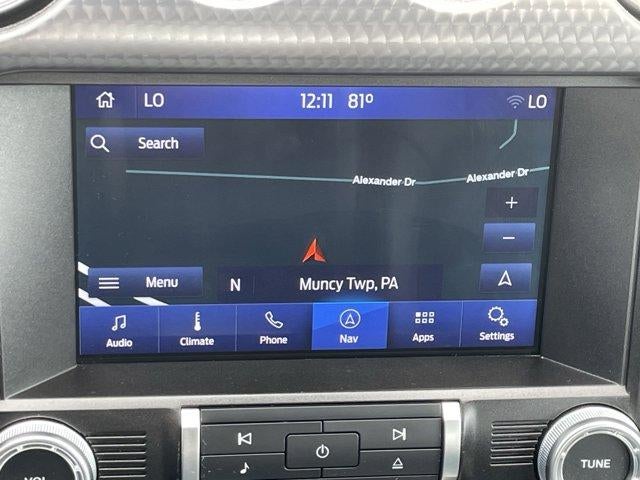 LO 12:11 81° LO
Search
Alexander Dr Alexander Dr
+
−
Menu N Muncy Twp, PA
Audio Climate Phone Nav Apps Settings
VOL TUNE